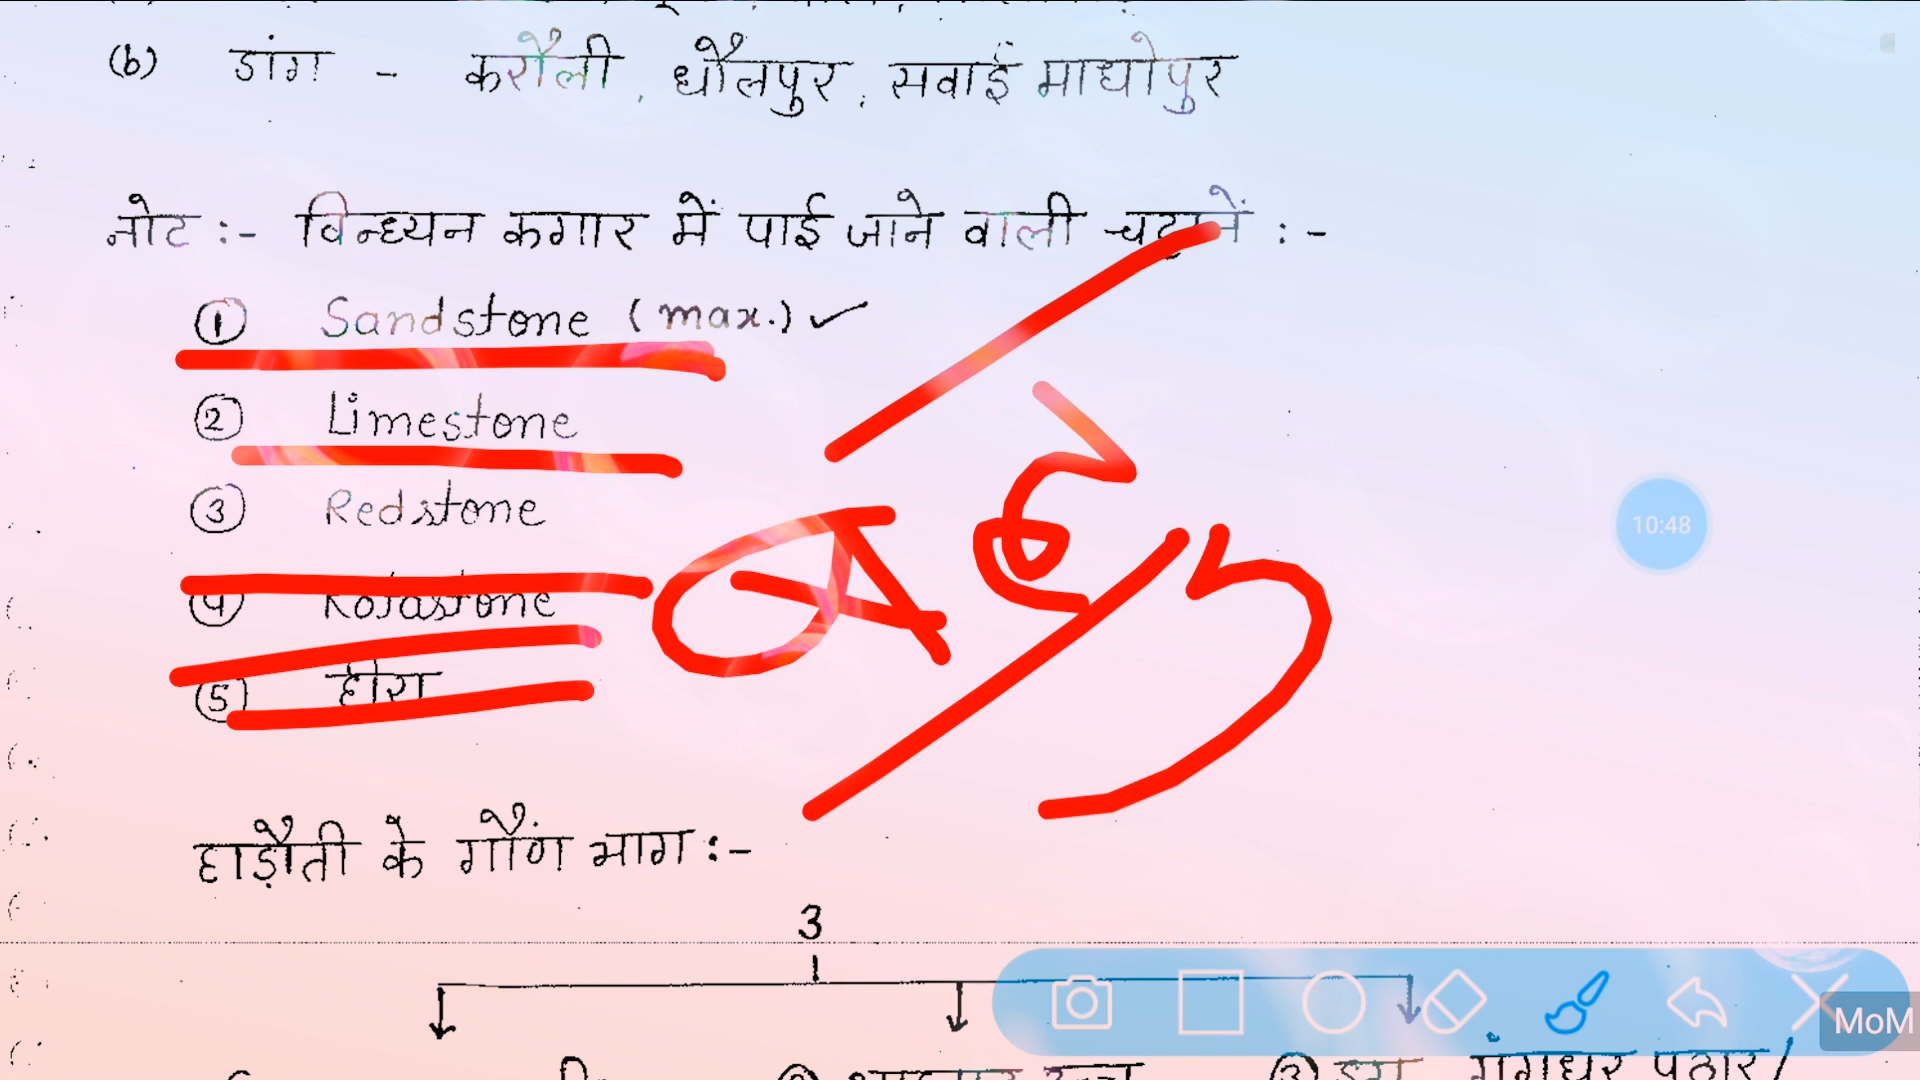 (b) डांग - करौली, धौलपुर, सवाई माधोपुर
नोट :- विन्ध्यन कगार में पाई जाने वाली चट्टानें :-
① Sandstone (max.) ✓
② Limestone
③ Redstone
④ Kotastone
⑤ हीरा
10:48
हाड़ौती के गौण भाग :-
3
MoM